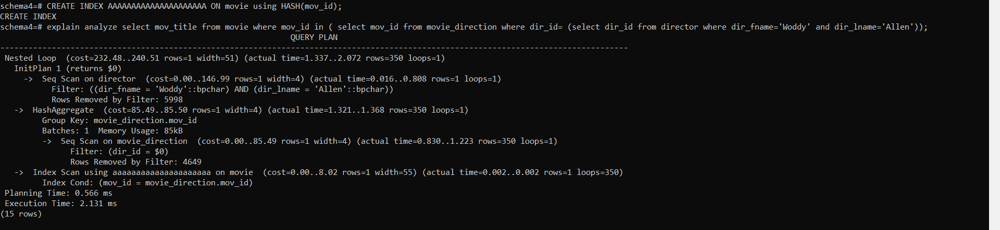 schema4=# CREATE INDEX AAAAAAAAAAAAAAAAAAAAA ON movie using HASH(mov_id);
CREATE INDEX
schema4=# explain analyze select mov_title from movie where mov_id in ( select mov_id from movie_direction where dir_id= (select dir_id from director where dir_fname='Woddy' and dir_lname='Allen'));
QUERY PLAN
--------------------------------------------------------------------------------------------------------------------------------------
Nested Loop  (cost=232.48..240.51 rows=1 width=51) (actual time=1.337..2.072 rows=350 loops=1)
  InitPlan 1 (returns $0)
    ->  Seq Scan on director  (cost=0.00..146.99 rows=1 width=4) (actual time=0.016..0.808 rows=1 loops=1)
          Filter: ((dir_fname = 'Woddy'::bpchar) AND (dir_lname = 'Allen'::bpchar))
          Rows Removed by Filter: 5998
  ->  HashAggregate  (cost=85.49..85.50 rows=1 width=4) (actual time=1.321..1.368 rows=350 loops=1)
        Group Key: movie_direction.mov_id
        Batches: 1  Memory Usage: 85kB
        ->  Seq Scan on movie_direction  (cost=0.00..85.49 rows=1 width=4) (actual time=0.830..1.223 rows=350 loops=1)
              Filter: (dir_id = $0)
              Rows Removed by Filter: 4649
  ->  Index Scan using aaaaaaaaaaaaaaaaaaaaa on movie  (cost=0.00..8.02 rows=1 width=55) (actual time=0.002..0.002 rows=1 loops=350)
        Index Cond: (mov_id = movie_direction.mov_id)
Planning Time: 0.566 ms
Execution Time: 2.131 ms
(15 rows)